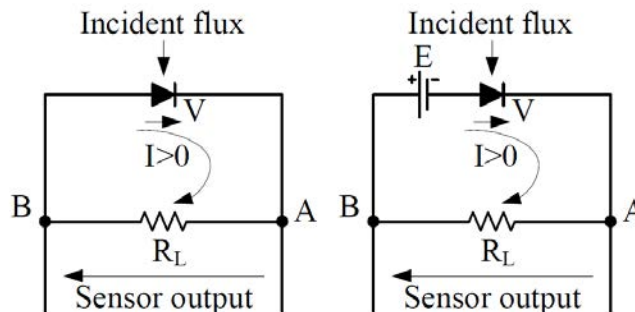 Incident flux
V
I>0
B
A
R_L
Sensor output
Incident flux
E
+
-
V
I>0
B
A
R_L
Sensor output